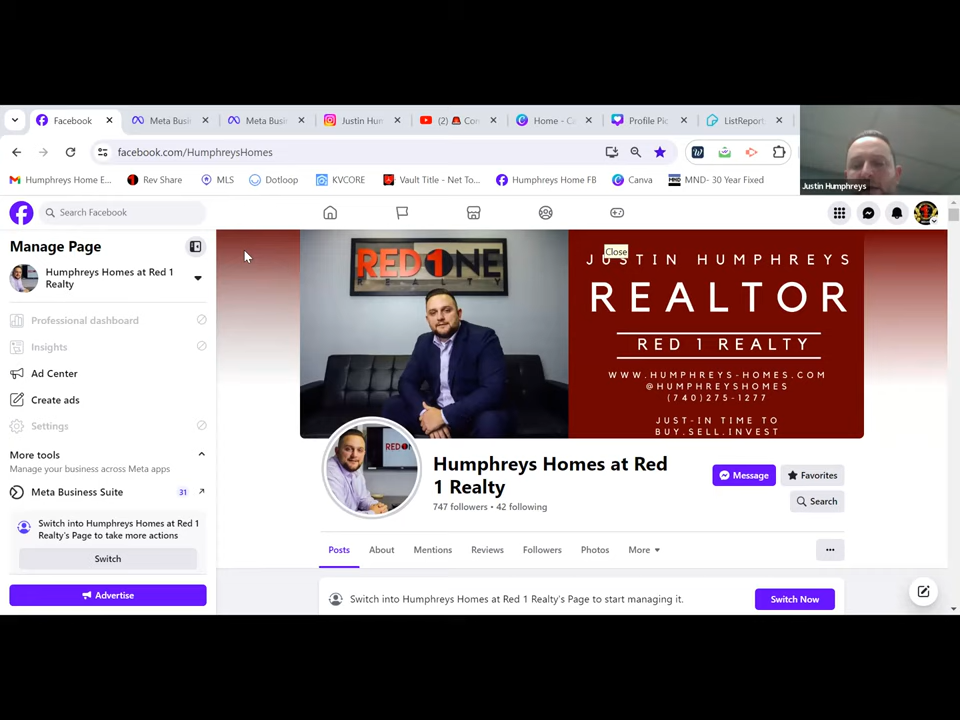 Facebook
Meta Busi
Meta Busi
Justin Hum
(2) 🚨 Con
Home - Ca
Profile Pic
ListReport
facebook.com/HumphreysHomes
Humphreys Home E...
Rev Share
MLS
Dotloop
KVCORE
Vault Title - Net To...
Humphreys Home FB
Canva
MND- 30 Year Fixed
Justin Humphreys
Search Facebook
Manage Page
Humphreys Homes at Red 1
Realty
Professional dashboard
Insights
Ad Center
Create ads
Settings
More tools
Manage your business across Meta apps
Meta Business Suite 31
Switch into Humphreys Homes at Red 1
Realty's Page to take more actions
Switch
Advertise
RED 1 ONE
REALTY
Close
JUSTIN HUMPHREYS
REALTOR
RED 1 REALTY
WWW.HUMPHREYS-HOMES.COM
@HUMPHREYSHOMES
(740)275-1277
JUST-IN TIME TO
BUY.SELL.INVEST
RED
Humphreys Homes at Red
1 Realty
747 followers • 42 following
Message
Favorites
Search
Posts
About
Mentions
Reviews
Followers
Photos
More
Switch into Humphreys Homes at Red 1 Realty's Page to start managing it.
Switch Now